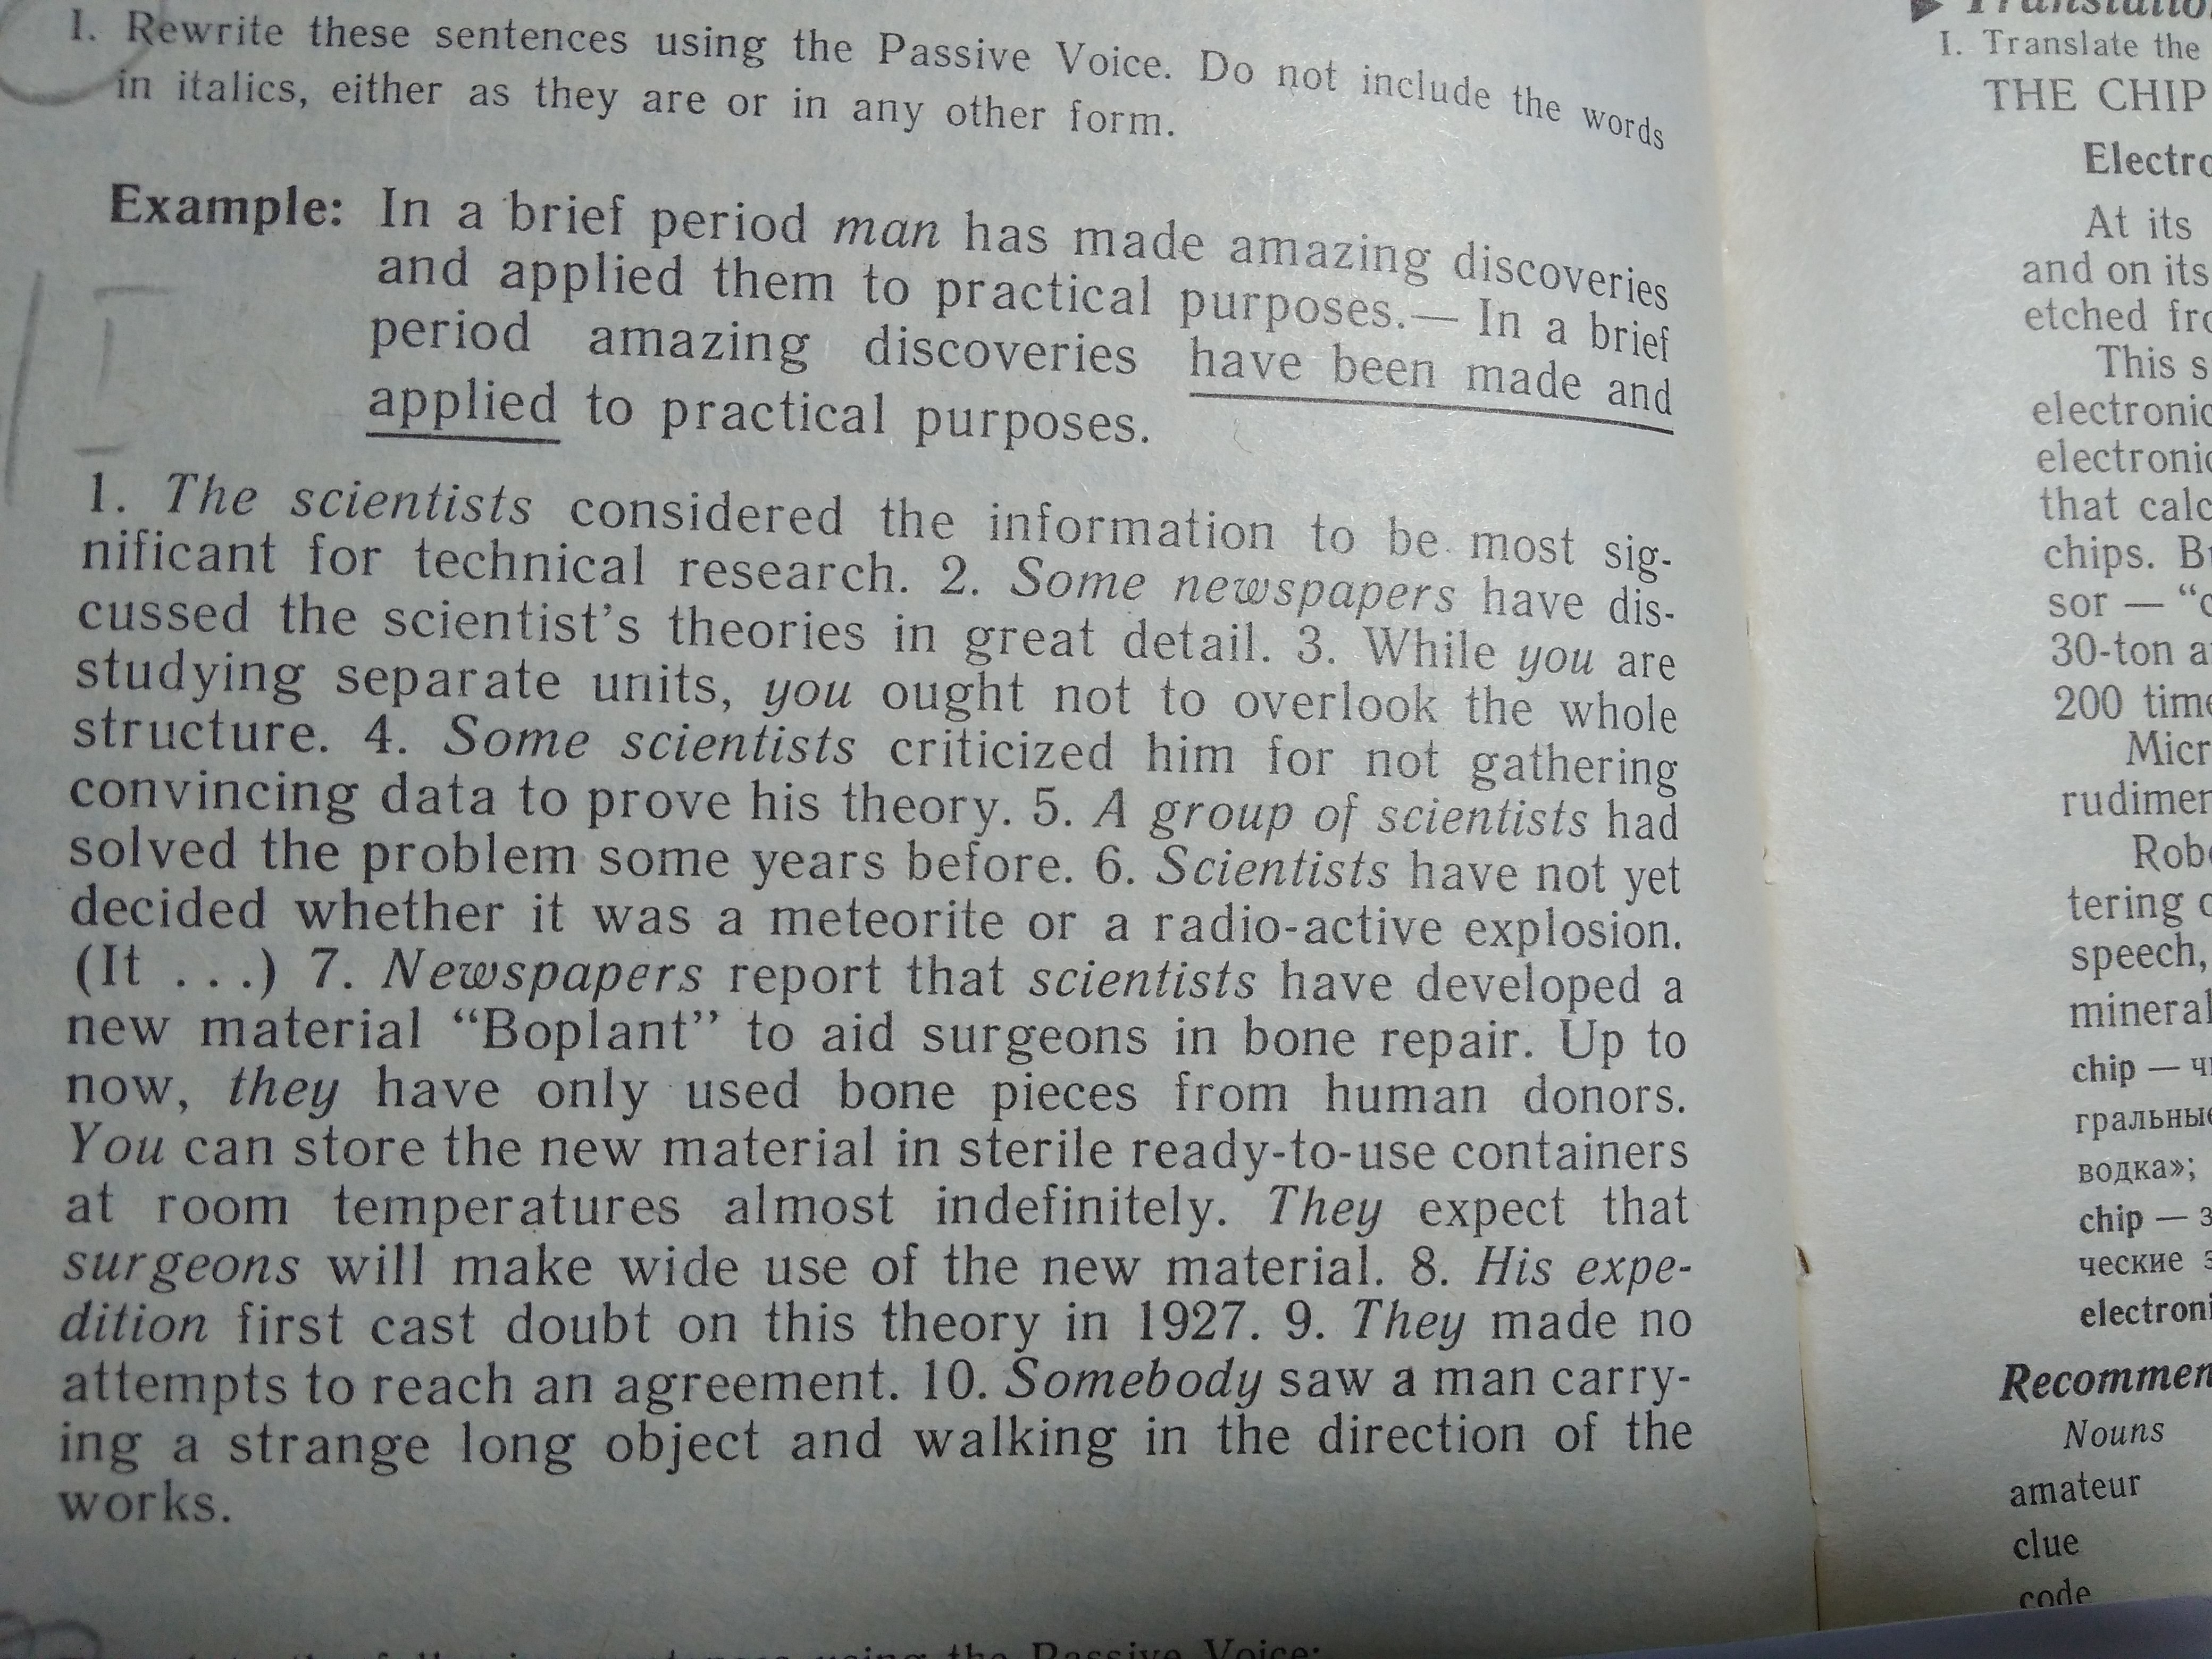 I. Rewrite these sentences using the Passive Voice. Do not include the words
in italics, either as they are or in any other form.
Example: In a brief period man has made amazing discoveries
and applied them to practical purposes.— In a brief
period amazing discoveries have been made and
applied to practical purposes.
1. The scientists considered the information to be most sig-
nificant for technical research. 2. Some newspapers have dis-
cussed the scientist's theories in great detail. 3. While you are
studying separate units, you ought not to overlook the whole
structure. 4. Some scientists criticized him for not gathering
convincing data to prove his theory. 5. A group of scientists had
solved the problem some years before. 6. Scientists have not yet
decided whether it was a meteorite or a radio-active explosion.
(It ...) 7. Newspapers report that scientists have developed a
new material “Boplant” to aid surgeons in bone repair. Up to
now, they have only used bone pieces from human donors.
You can store the new material in sterile ready-to-use containers
at room temperatures almost indefinitely. They expect that
surgeons will make wide use of the new material. 8. His expe-
dition first cast doubt on this theory in 1927. 9. They made no
attempts to reach an agreement. 10. Somebody saw a man carry-
ing a strange long object and walking in the direction of the
works.
using the Passive Voice:
I. Translate the
THE CHIP
At its
and on its
etched
This
electronic
that
chips.
sor — 
30-ton
200
tering
speech,
chip —
водка»;
chip —
ческие
Nouns
amateur
clue
code